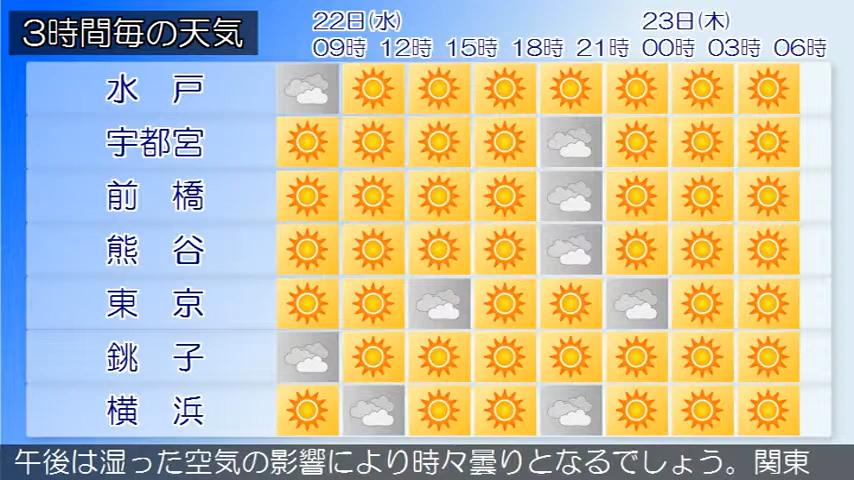 3時間毎の天気
22日(水) 23日(木)
09時 12時 15時 18時 21時 00時 03時 06時
水戸
宇都宮
前橋
熊谷
東京
銚子
横浜
午後は湿った空気の影響により時々曇りとなるでしょう。関東